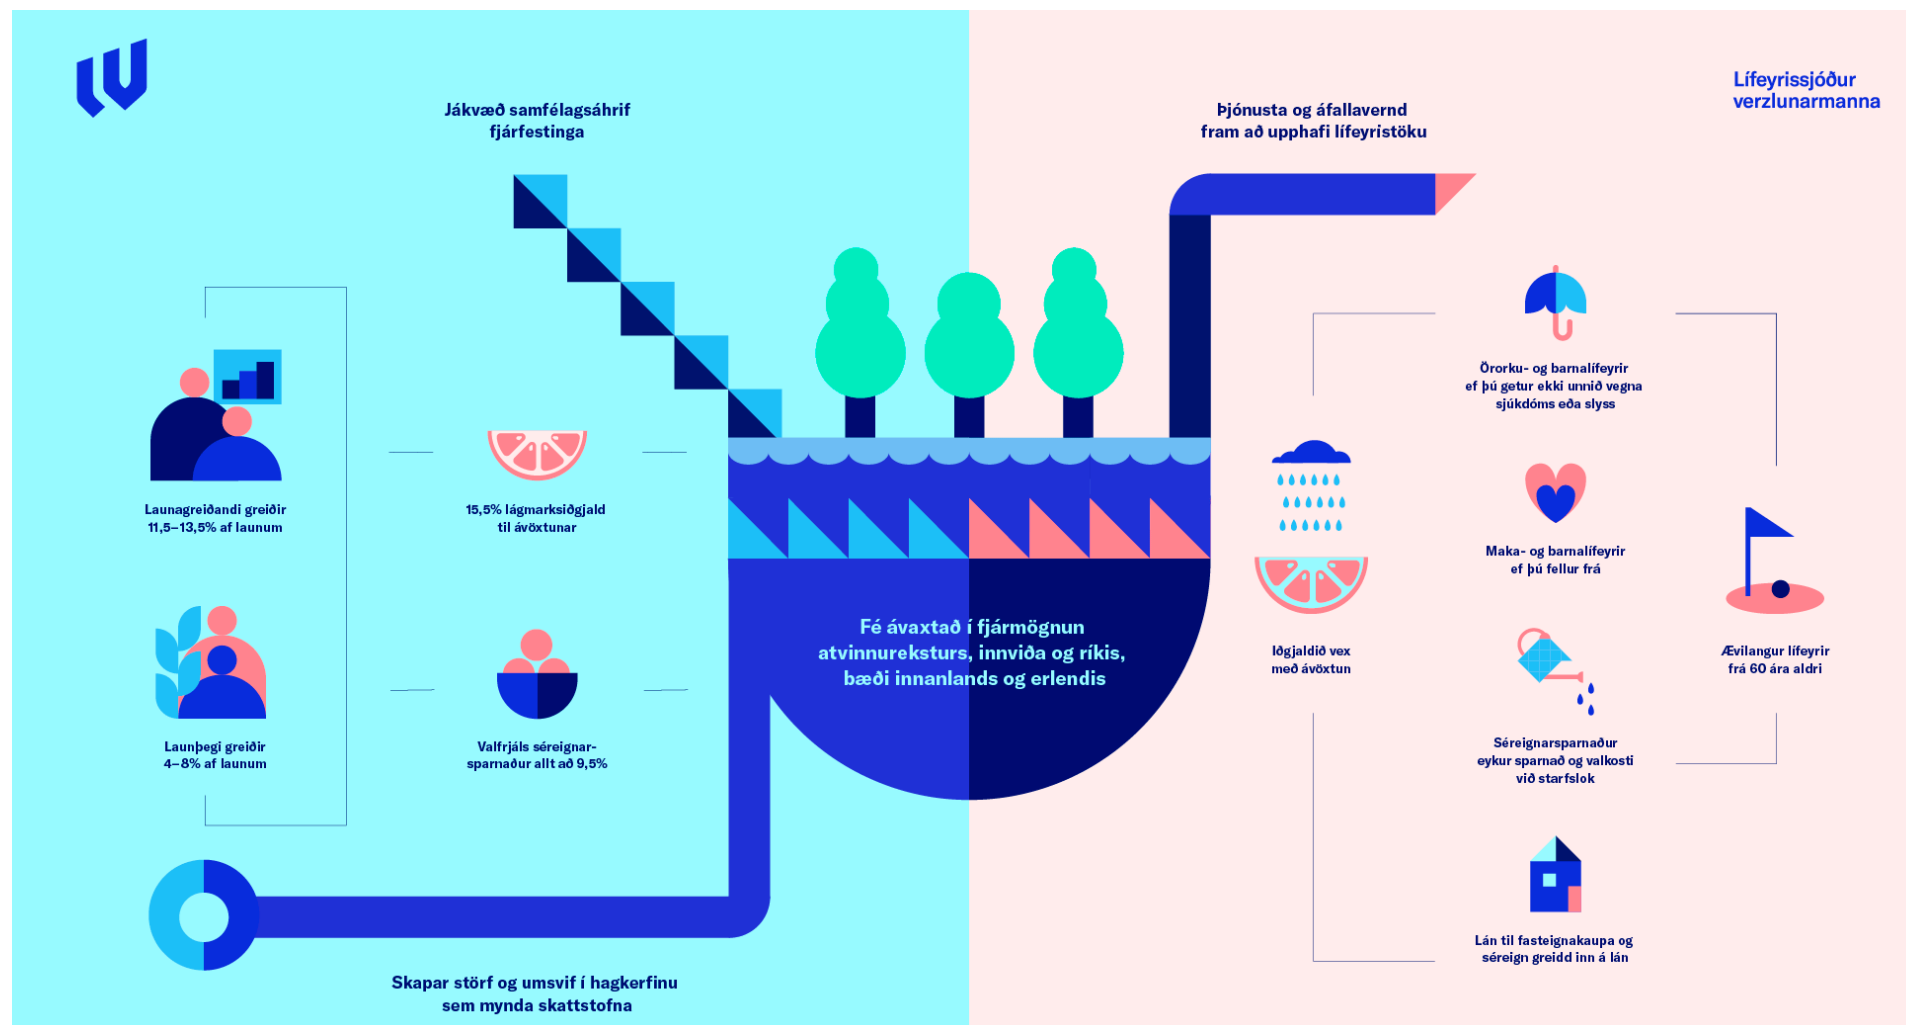 Lífeyrissjóður
verzlunarmanna
Jákvæð samfélagsáhrif
fjárfestinga
Þjónusta og áfallavernd
fram að upphafi lífeyristöku
Launagreiðandi greiðir
11,5–13,5% af launum
15,5% lágmarksiðgjald
til ávöxtunar
Launþegi greiðir
4–8% af launum
Valfrjáls séreignar-
sparnaður allt að 9,5%
Skapar störf og umsvif í hagkerfinu
sem mynda skattstofna
Fé ávaxtað í fjármögnun
atvinnureksturs, innviða og ríkis,
bæði innanlands og erlendis
Iðgjaldið vex
með ávöxtun
Örorku- og barnalífeyrir
ef þú getur ekki unnið vegna
sjúkdóms eða slyss
Maka- og barnalífeyrir
ef þú fellur frá
Séreignarsparnaður
eykur sparnað og valkosti
við starfslok
Lán til fasteignakaupa og
séreign greidd inn á lán
Ævilangur lífeyrir
frá 60 ára aldri